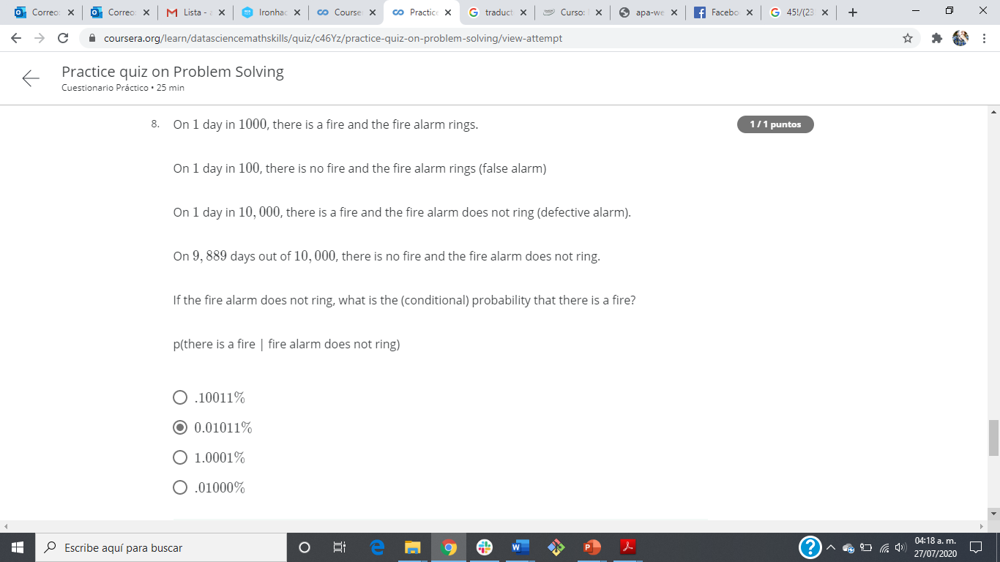 Correo:
Correo:
Lista - 
Ironhac
Course
Practice
traduct
Curso:
apa-we
Facebo
45!/(23
coursera.org/learn/datasciencemathskills/quiz/c46Yz/practice-quiz-on-problem-solving/view-attempt
Practice quiz on Problem Solving
Cuestionario Práctico • 25 min
8. On 1 day in 1000, there is a fire and the fire alarm rings.
1 / 1 puntos
On 1 day in 100, there is no fire and the fire alarm rings (false alarm)
On 1 day in 10, 000, there is a fire and the fire alarm does not ring (defective alarm).
On 9, 889 days out of 10, 000, there is no fire and the fire alarm does not ring.
If the fire alarm does not ring, what is the (conditional) probability that there is a fire?
p(there is a fire | fire alarm does not ring)
.10011%
0.01011%
1.0001%
.01000%
Escribe aquí para buscar
04:18 a. m.
27/07/2020